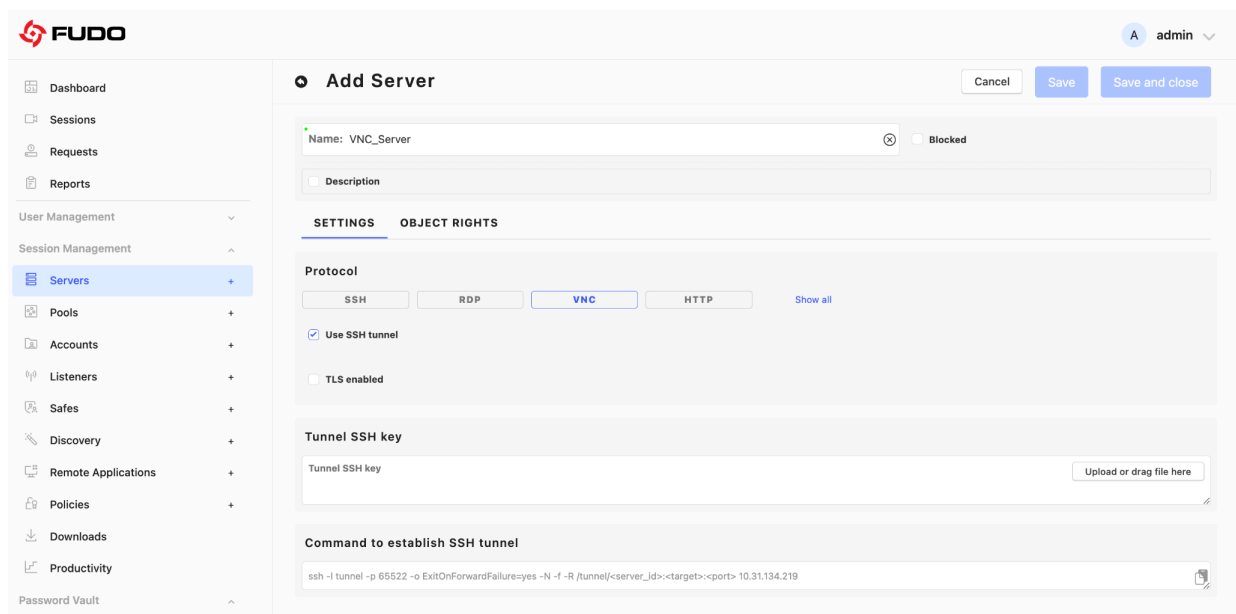 FUDO
A admin
Dashboard
Sessions
Requests
Reports
User Management
Session Management
Servers +
Pools +
Accounts +
Listeners +
Safes +
Discovery +
Remote Applications +
Policies +
Downloads
Productivity
Password Vault
Add Server
Cancel Save Save and close
Name: VNC_Server
Blocked
Description
SETTINGS OBJECT RIGHTS
Protocol
SSH RDP VNC HTTP Show all
Use SSH tunnel
TLS enabled
Tunnel SSH key
Tunnel SSH key
Upload or drag file here
Command to establish SSH tunnel
ssh -l tunnel -p 65522 -o ExitOnForwardFailure=yes -N -f -R /tunnel/<server_id>:<target>:<port> 10.31.134.219